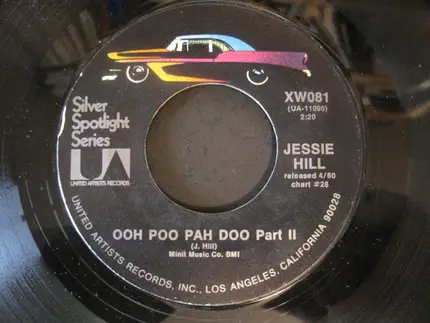 Silver
Spotlight
Series
UA
UNITED ARTISTS RECORDS
XW081
(UA-11090)
2:20
JESSIE
HILL
released 4/60
chart #28
OOH POO PAH DOO Part II
(J. Hill)
Minit Music Co. BMI
UNITED ARTISTS RECORDS, INC., LOS ANGELES, CALIFORNIA 90028